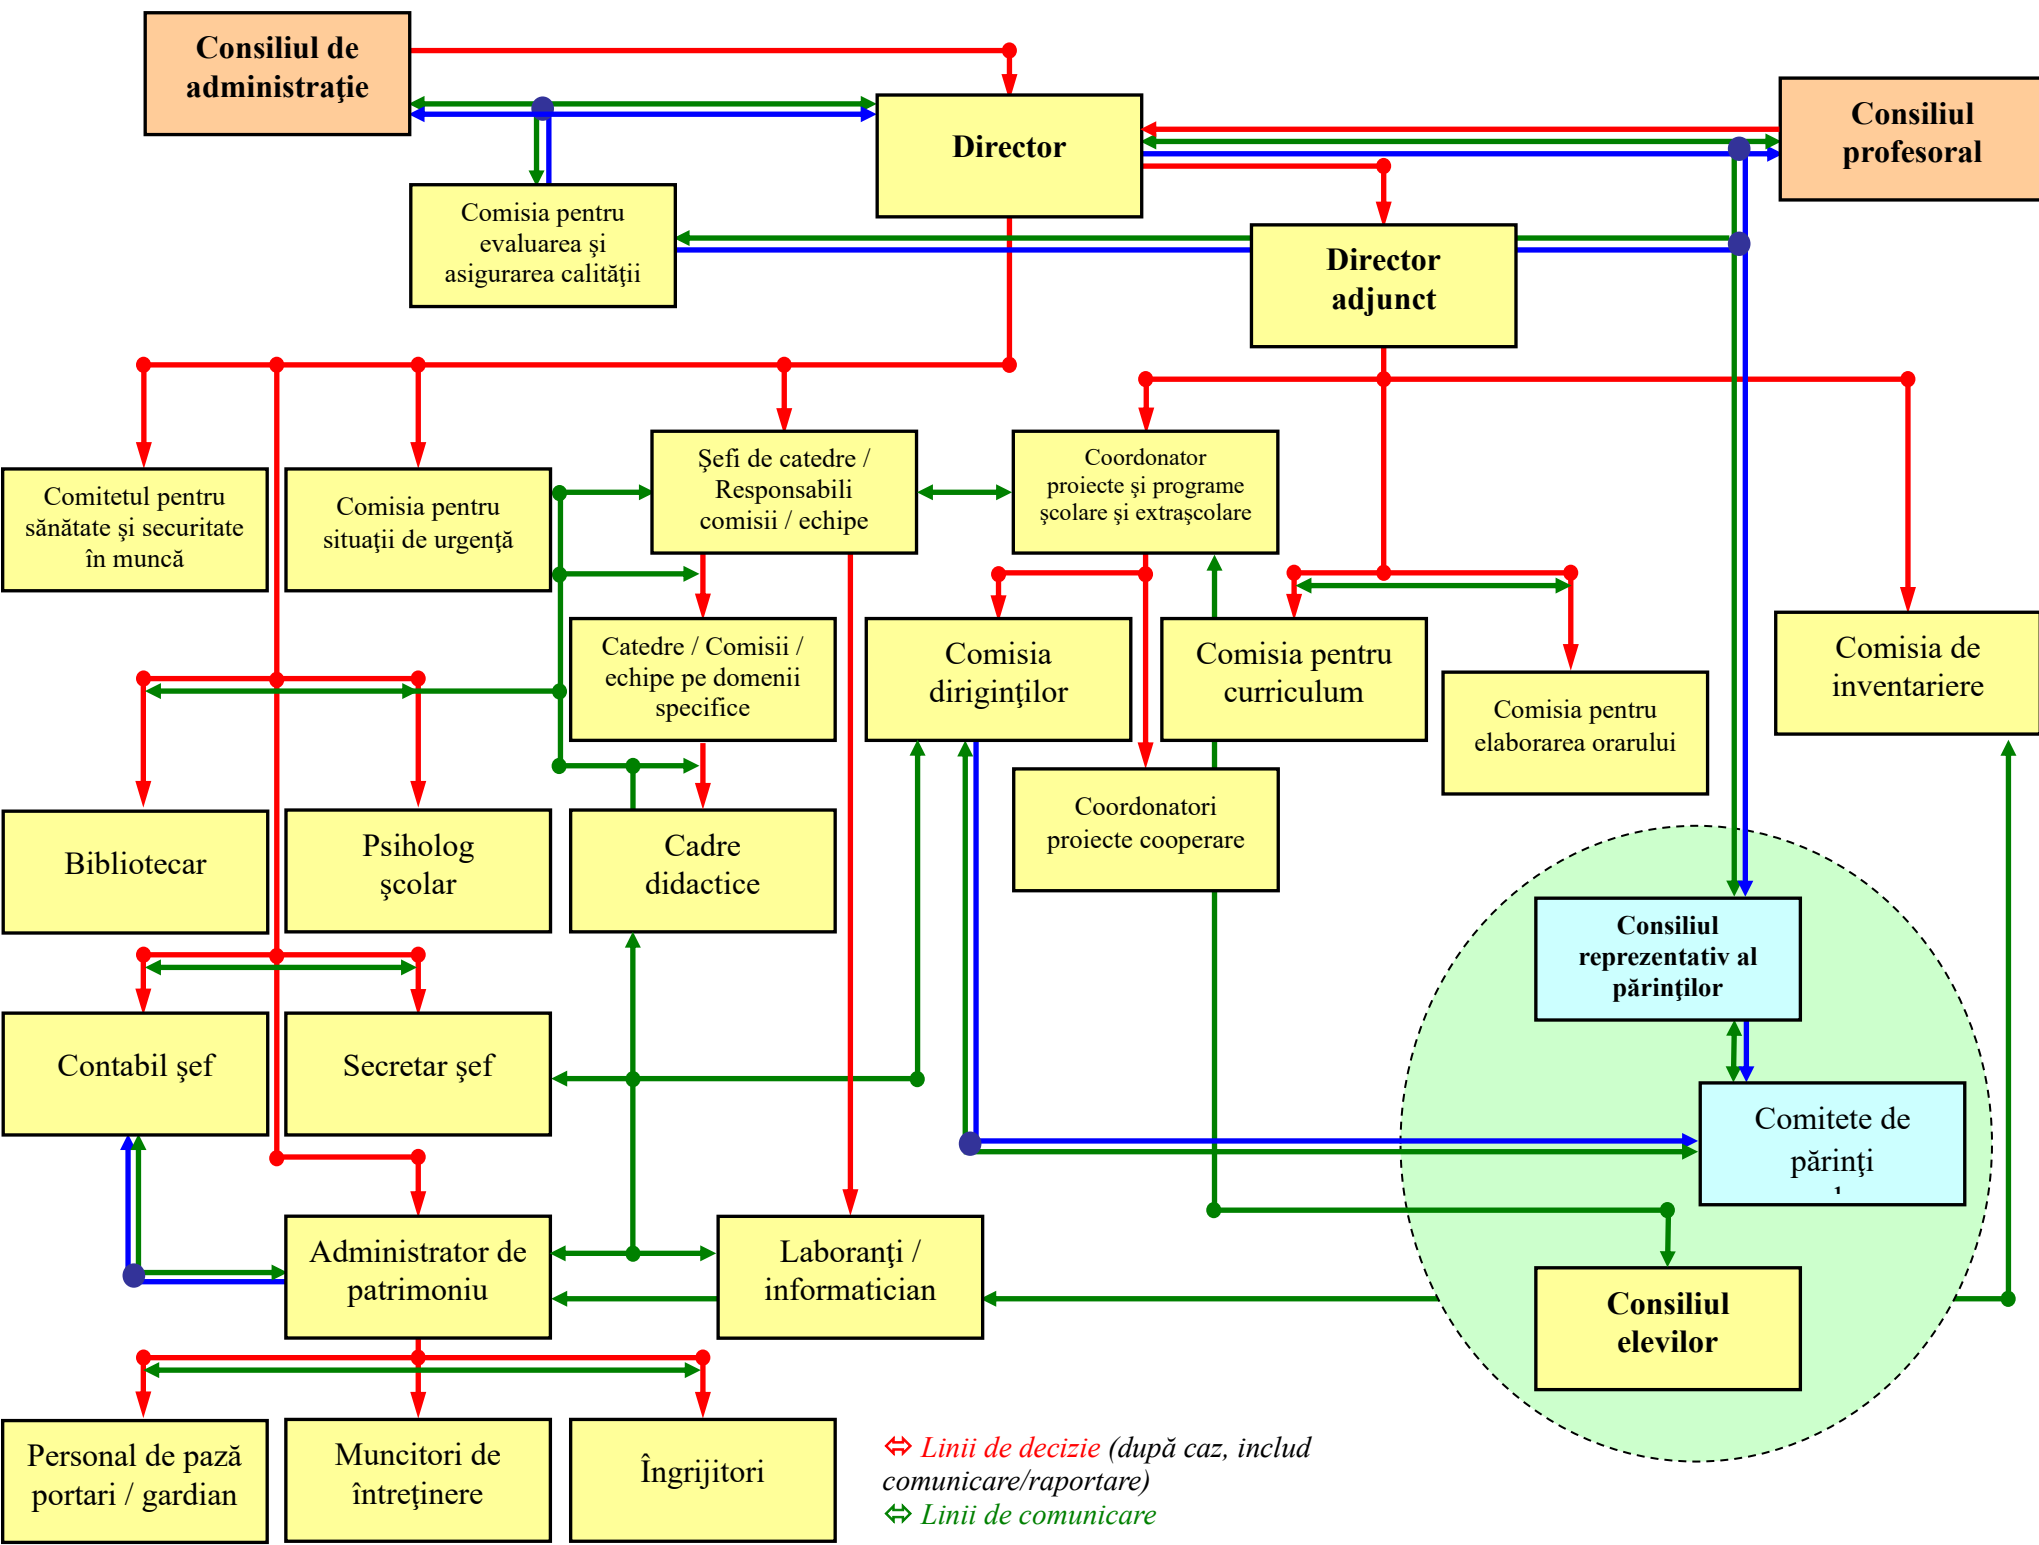 Consiliul de
administraţie
Director
Consiliul
profesoral
Comisia pentru
evaluarea şi
asigurarea calităţii
Director
adjunct
Şefi de catedre /
Responsabili
comisii / echipe
Coordonator
proiecte şi programe
şcolare şi extraşcolare
Comitetul pentru
sănătate şi securitate
în muncă
Comisia pentru
situaţii de urgenţă
Catedre / Comisii /
echipe pe domenii
specifice
Comisia
diriginţilor
Comisia pentru
curriculum
Comisia pentru
elaborarea orarului
Comisia de
inventariere
Coordonatori
proiecte cooperare
Bibliotecar
Psiholog
şcolar
Cadre
didactice
Consiliul
reprezentativ al
părinţilor
Contabil şef
Secretar şef
Comitete de
părinţi
Administrator de
patrimoniu
Laboranţi /
informatician
Consiliul
elevilor
Personal de pază
portari / gardian
Muncitori de
întreţinere
Îngrijitori
⇔ Linii de decizie (după caz, includ
comunicare/raportare)
⇔ Linii de comunicare